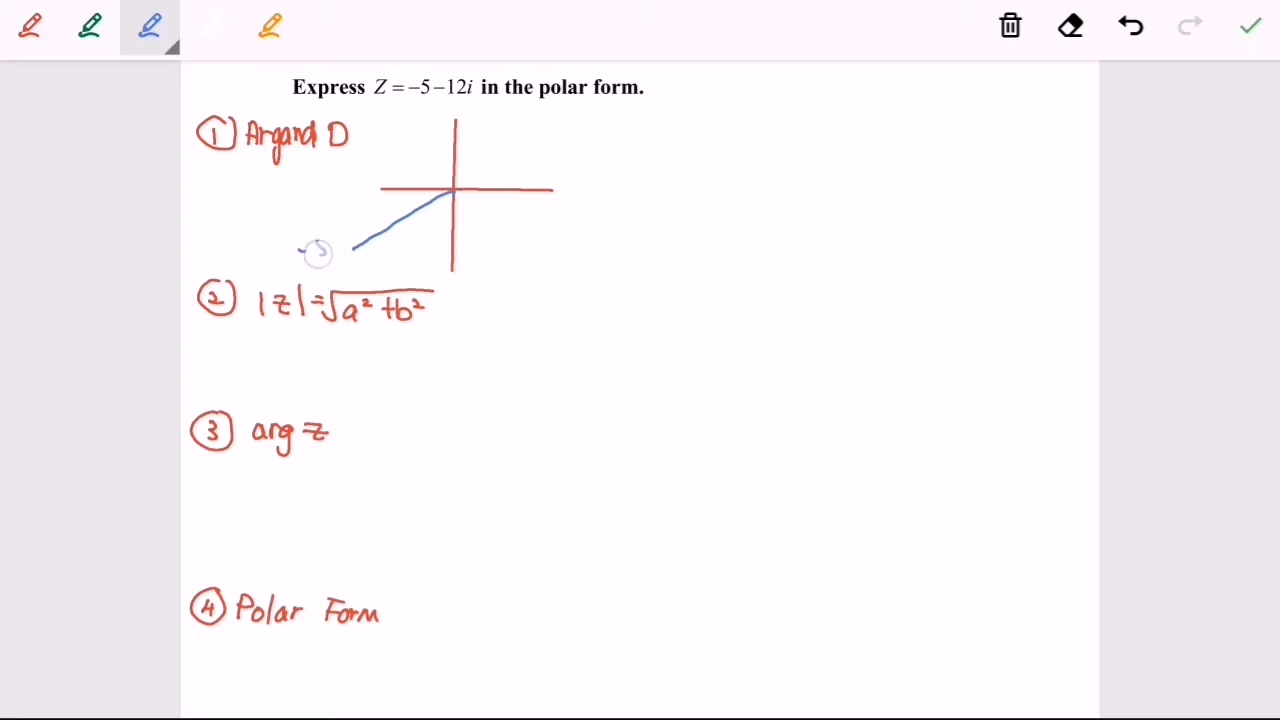 Express Z = −5−12i in the polar form.
① Argand D
② |z| = √a² + b²
③ arg z
④ Polar Form